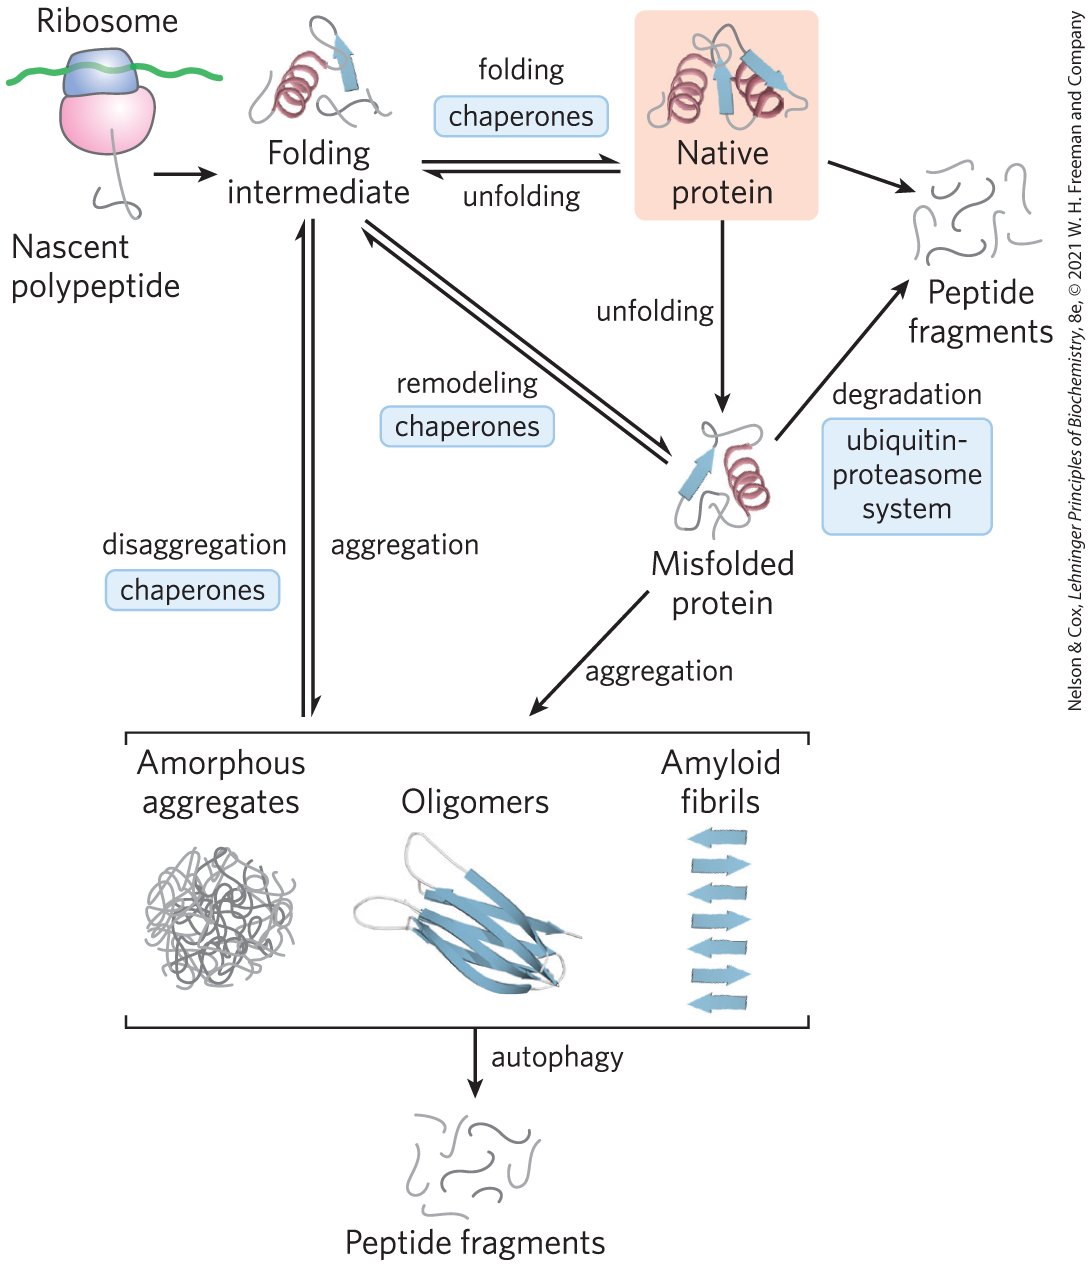 Ribosome
Nascent
polypeptide
Folding
intermediate
folding
chaperones
unfolding
Native
protein
Peptide
fragments
unfolding
remodeling
chaperones
degradation
ubiquitin-
proteasome
system
Misfolded
protein
disaggregation
chaperones
aggregation
aggregation
Amorphous
aggregates
Oligomers
Amyloid
fibrils
autophagy
Peptide fragments
Nelson & Cox, Lehninger Principles of Biochemistry, 8e, © 2021 W. H. Freeman and Company